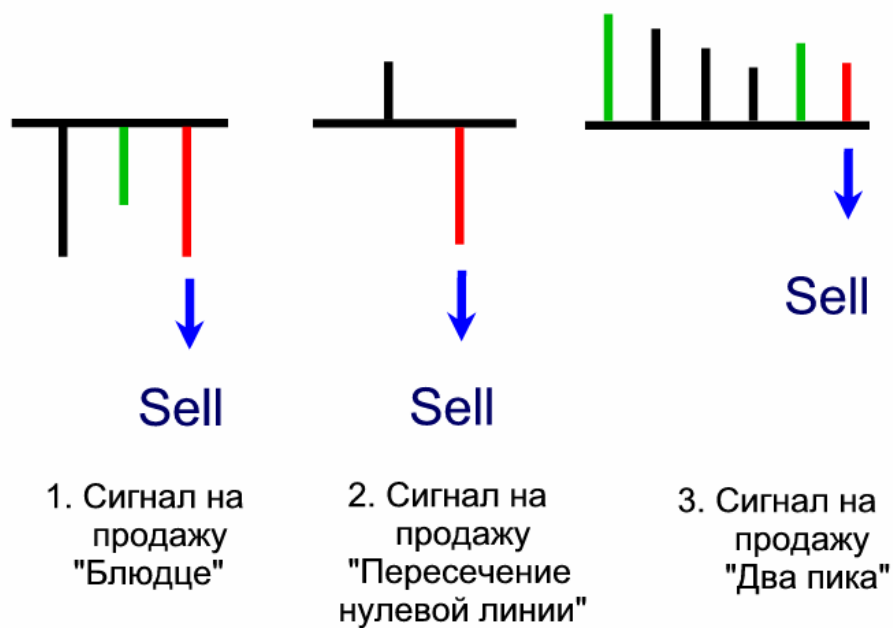 Sell
Sell
Sell
1. Сигнал на
продажу
"Блюдце"
2. Сигнал на
продажу
"Пересечение
нулевой линии"
3. Сигнал на
продажу
"Два пика"